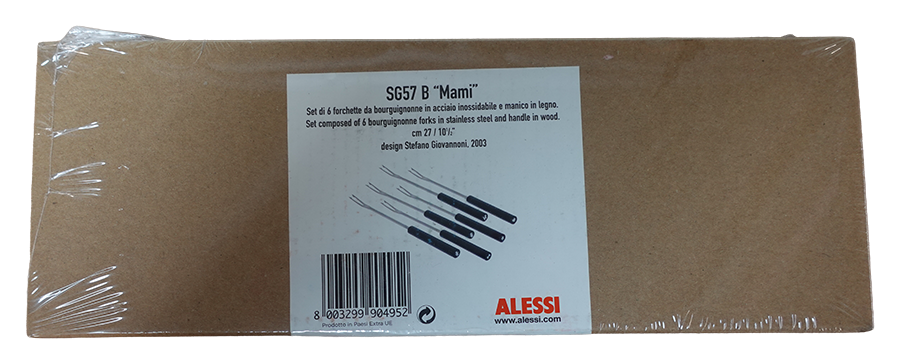 SG57 B “Mami”
Set di 6 forchette da bourguignonne in acciaio inossidabile e manico in legno.
Set composed of 6 bourguignonne forks in stainless steel and handle in wood.
cm 27 / 10¹/₂"
design Stefano Giovannoni, 2003
8 003299 904952
Prodotto in Paesi Extra UE
ALESSI
www.alessi.com